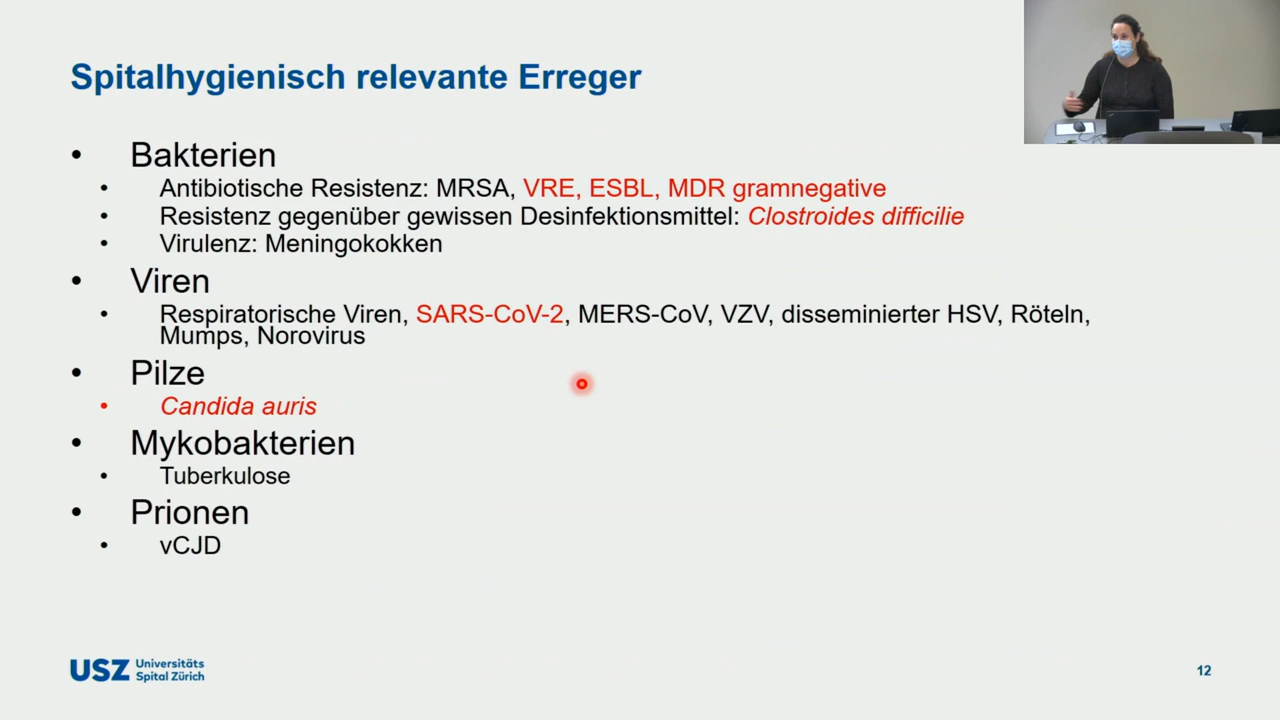 Spitalhygienisch relevante Erreger
• Bakterien
• Antibiotische Resistenz: MRSA, VRE, ESBL, MDR gramnegative
• Resistenz gegenüber gewissen Desinfektionsmittel: Clostroides difficilie
• Virulenz: Meningokokken
• Viren
• Respiratorische Viren, SARS-CoV-2, MERS-CoV, VZV, disseminierter HSV, Röteln,
Mumps, Norovirus
• Pilze
• Candida auris
• Mykobakterien
• Tuberkulose
• Prionen
• vCJD
USZ Universitäts
Spital Zürich
12